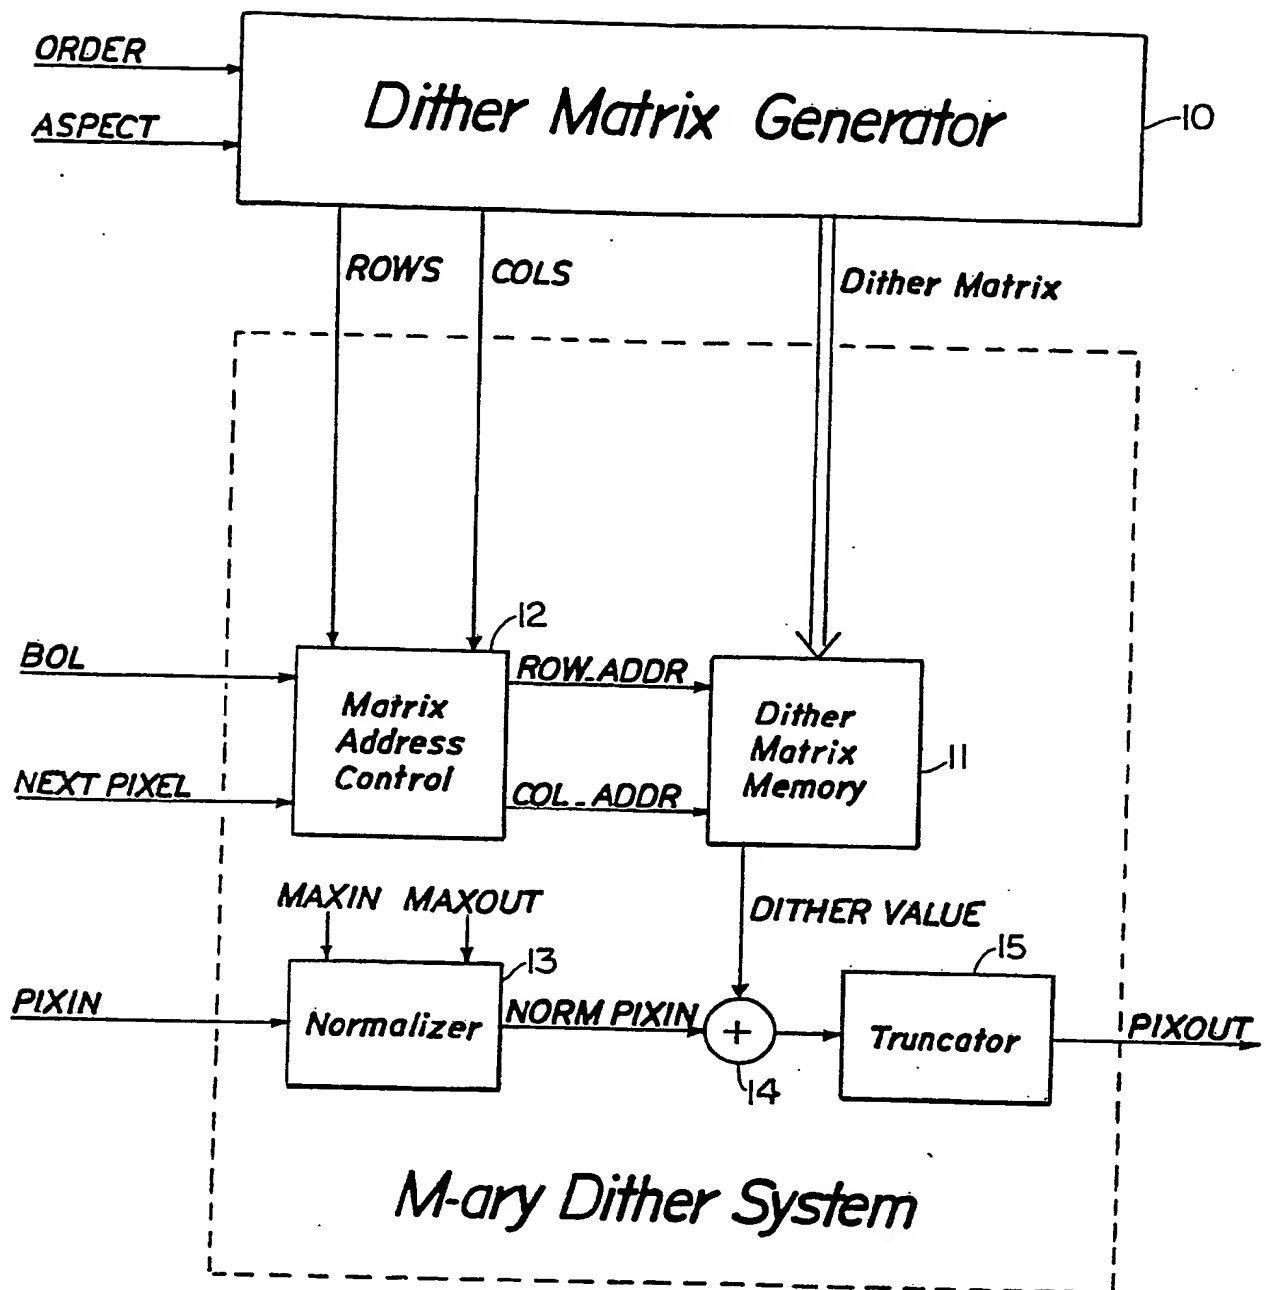 ORDER
Dither Matrix Generator
10
ASPECT
ROWS
COLS
Dither Matrix
12
BOL
ROW_ADDR
Matrix
Address
Control
Dither
Matrix
Memory
11
NEXT PIXEL
COL_ADDR
MAXIN
MAXOUT
DITHER VALUE
13
15
PIXIN
Normalizer
NORM PIXIN
+
Truncator
PIXOUT
14
M-ary Dither System